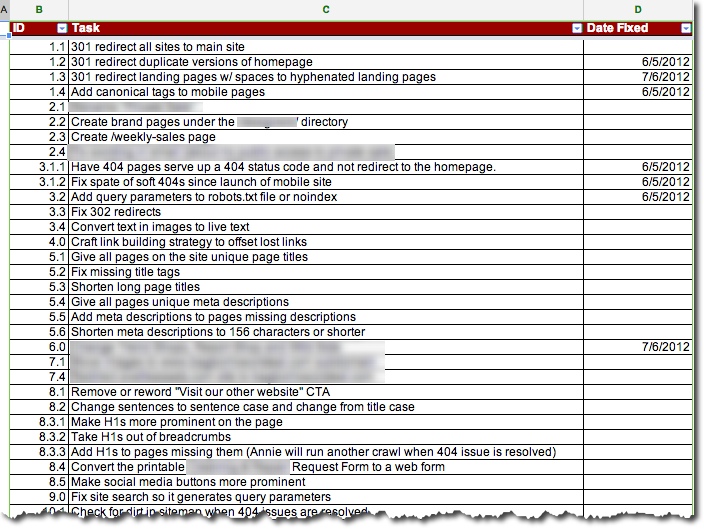 A B C D
ID Task Date Fixed
1.1 301 redirect all sites to main site
1.2 301 redirect duplicate versions of homepage 6/5/2012
1.3 301 redirect landing pages w/ spaces to hyphenated landing pages 7/6/2012
1.4 Add canonical tags to mobile pages 6/5/2012
2.1
2.2 Create brand pages under the ' directory
2.3 Create /weekly-sales page
2.4
3.1.1 Have 404 pages serve up a 404 status code and not redirect to the homepage. 6/5/2012
3.1.2 Fix spate of soft 404s since launch of mobile site 6/5/2012
3.2 Add query parameters to robots.txt file or noindex 6/5/2012
3.3 Fix 302 redirects
3.4 Convert text in images to live text
4.0 Craft link building strategy to offset lost links
5.1 Give all pages on the site unique page titles
5.2 Fix missing title tags
5.3 Shorten long page titles
5.4 Give all pages unique meta descriptions
5.5 Add meta descriptions to pages missing descriptions
5.6 Shorten meta descriptions to 156 characters or shorter
6.0 7/6/2012
7.1
7.4
8.1 Remove or reword "Visit our other website" CTA
8.2 Change sentences to sentence case and change from title case
8.3.1 Make H1s more prominent on the page
8.3.2 Take H1s out of breadcrumbs
8.3.3 Add H1s to pages missing them (Annie will run another crawl when 404 issue is resolved)
8.4 Convert the printable Request Form to a web form
8.5 Make social media buttons more prominent
9.0 Fix site search so it generates query parameters
10.1 Check for dirt in sitemap when 404 issues are resolved